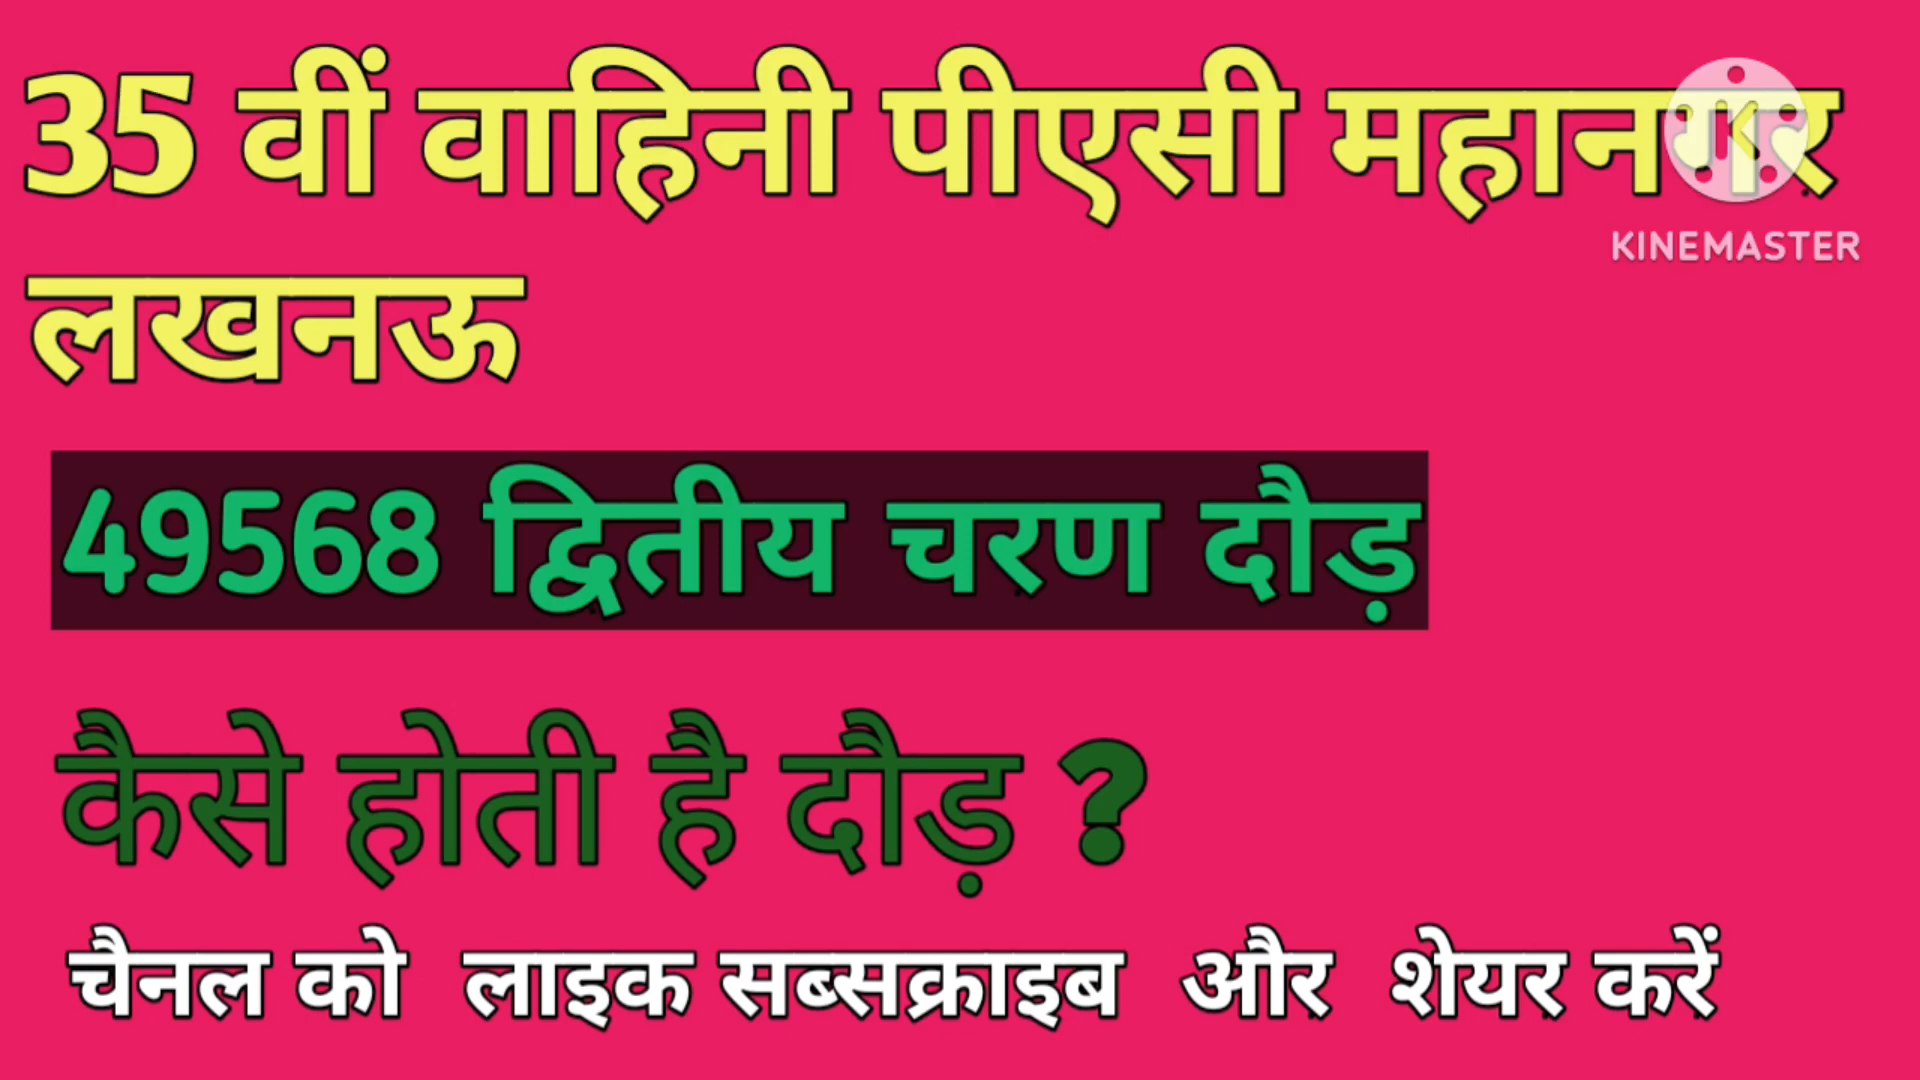 35 वीं वाहिनी पीएसी महानगर
KINEMASTER
लखनऊ
49568 द्वितीय चरण दौड़
कैसे होती है दौड़ ?
चैनल को लाइक सब्सक्राइब और शेयर करें